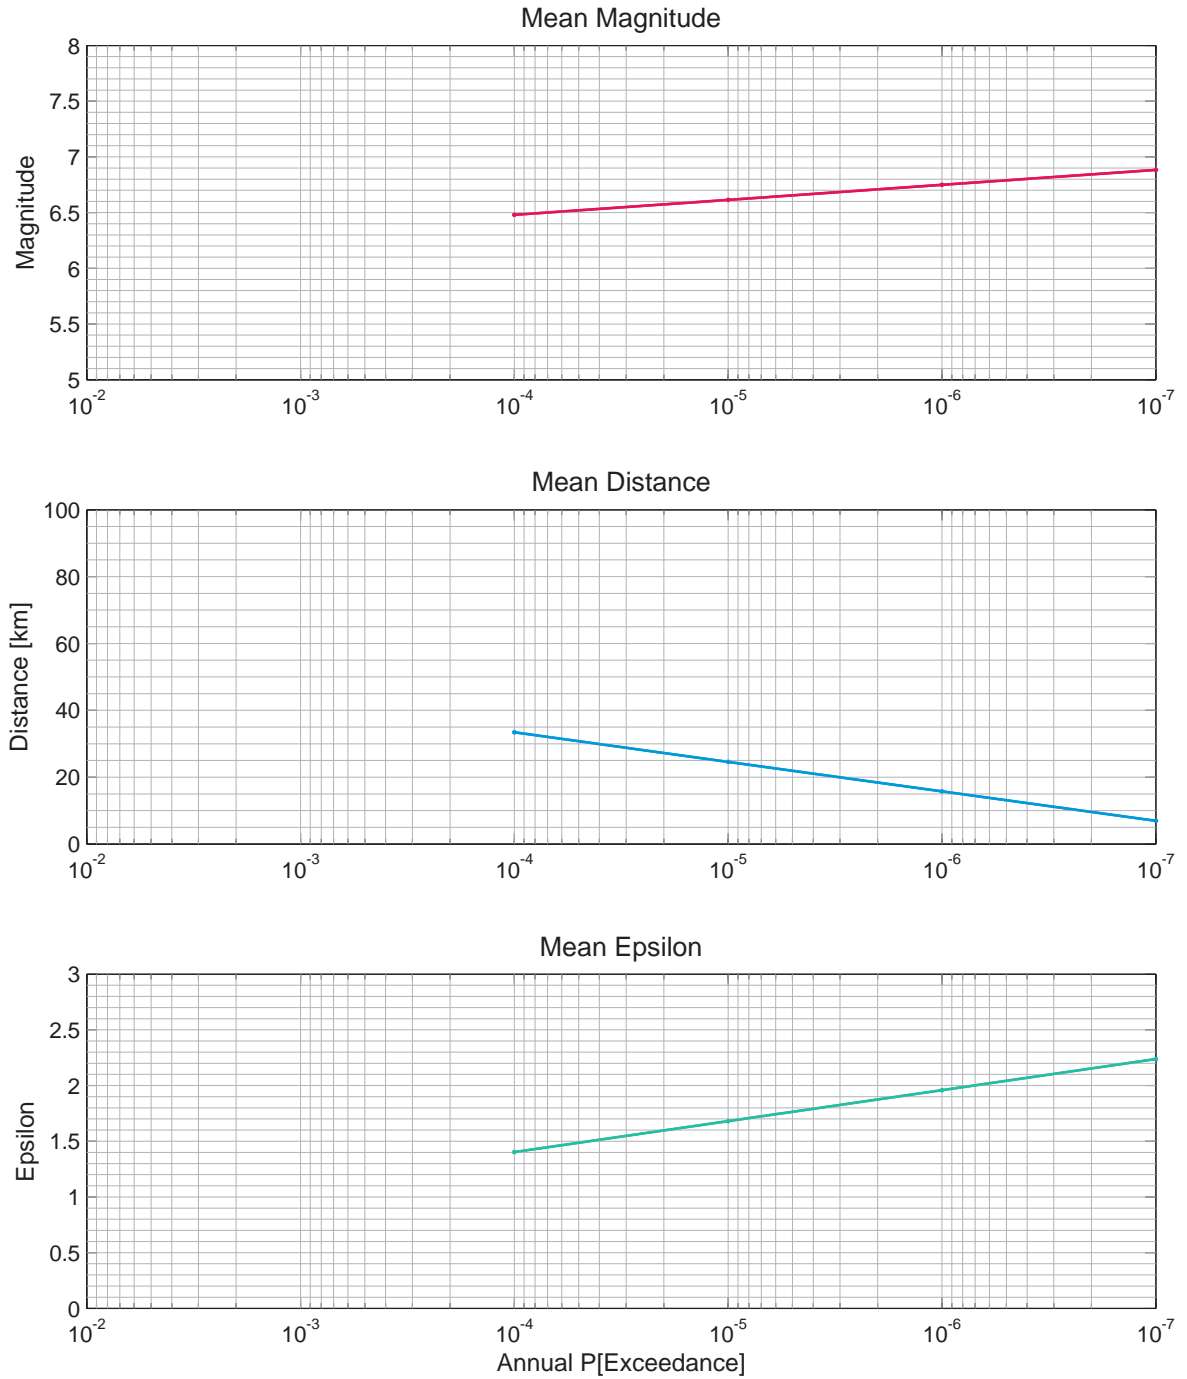 Mean Magnitude
8
7.5
7
6.5
6
5.5
5
Magnitude
10^-2 10^-3 10^-4 10^-5 10^-6 10^-7
Mean Distance
100
80
60
40
20
0
Distance [km]
10^-2 10^-3 10^-4 10^-5 10^-6 10^-7
Mean Epsilon
3
2.5
2
1.5
1
0.5
0
Epsilon
10^-2 10^-3 10^-4 10^-5 10^-6 10^-7
Annual P[Exceedance]